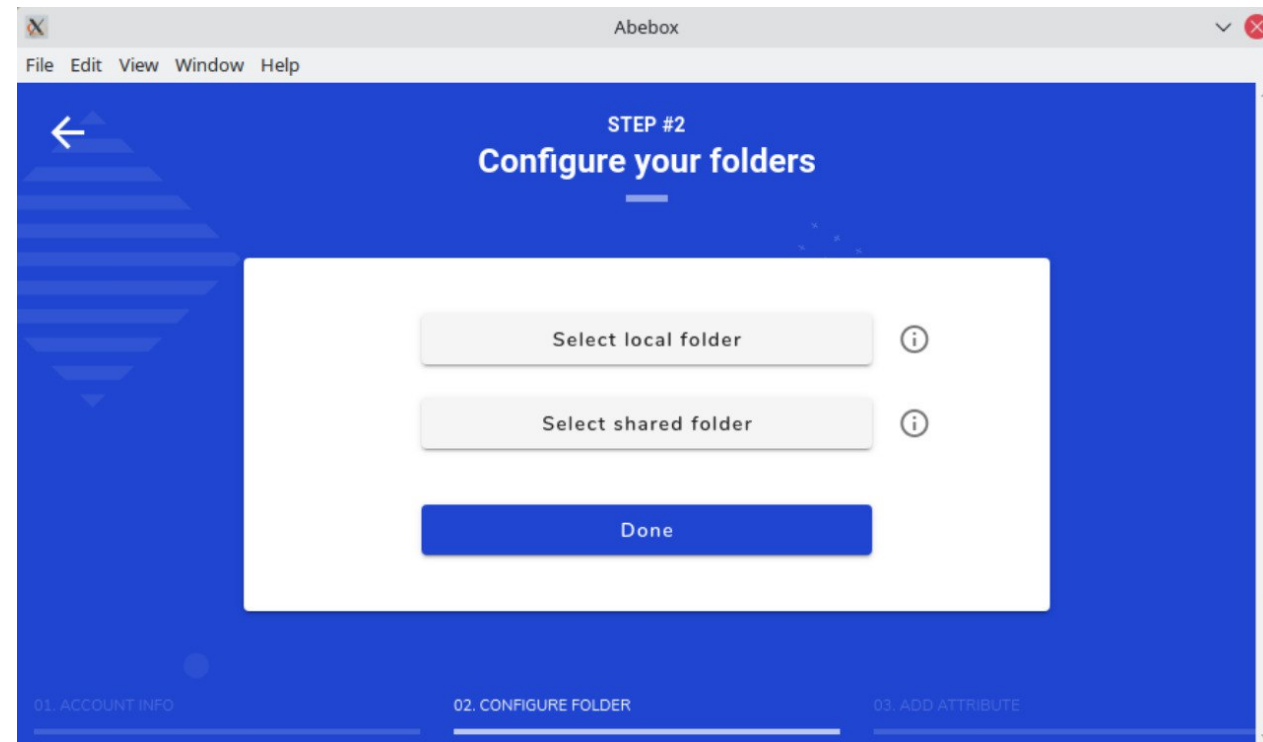 Abebox
File Edit View Window Help
STEP #2
Configure your folders
Select local folder
Select shared folder
Done
01. ACCOUNT INFO 02. CONFIGURE FOLDER 03. ADD ATTRIBUTE